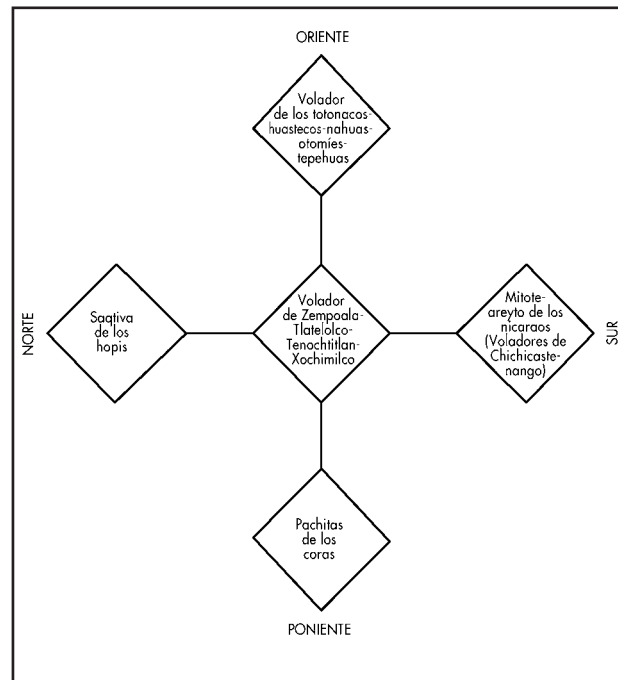 ORIENTE
Volador
de los totonacos-
huastecos-nahuas-
otomíes-
tepehuas
NORTE
Saqtiva
de los
hopis
Volador
de Zempoala-
Tlatelolco-
Tenochtitlan-
Xochimilco
Mitote-
areyto de los
nicaraos
(Voladores de
Chichicaste-
nango)
SUR
Pachitas
de los
coras
PONIENTE